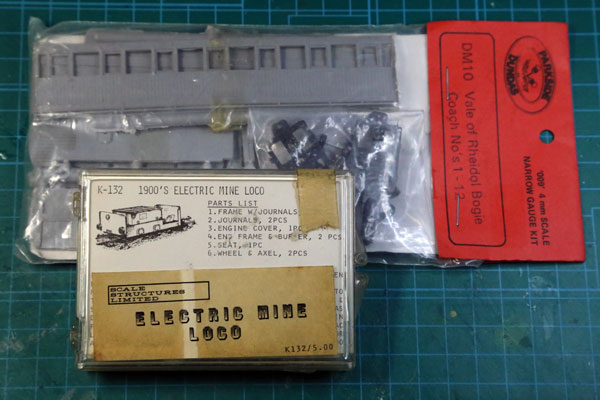 PARKSIDE
DUNDAS
DM10 Vale of Rheidol Bogie
Coach No's 1 - 12
'009' 4 mm SCALE
NARROW GAUGE KIT
K-132 1900'S ELECTRIC MINE LOCO
PARTS LIST
1.FRAME W/JOURNALS
2.JOURNALS, 2PCS
3.ENGINE COVER, 1PC
4.END FRAME & BUFFER, 2 PCS
5.SEAT, 1PC
6.WHEEL & AXEL, 2PCS
SCALE
STRUCTURES
LIMITED
ELECTRIC MINE
LOCO
K132/5.00